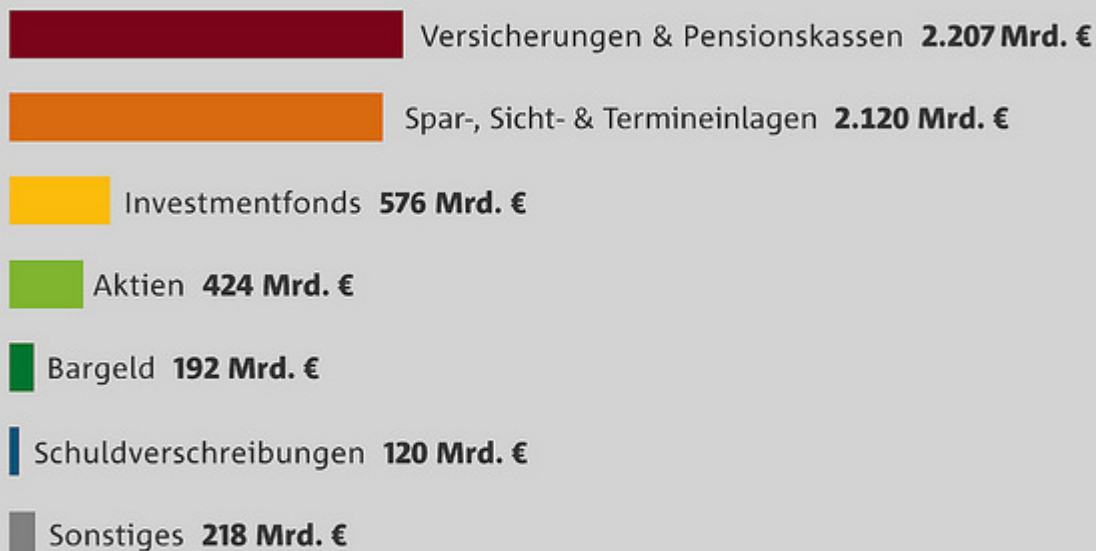 Versicherungen & Pensionskassen 2.207 Mrd. €
Spar-, Sicht- & Termineinlagen 2.120 Mrd. €
Investmentfonds 576 Mrd. €
Aktien 424 Mrd. €
Bargeld 192 Mrd. €
Schuldverschreibungen 120 Mrd. €
Sonstiges 218 Mrd. €